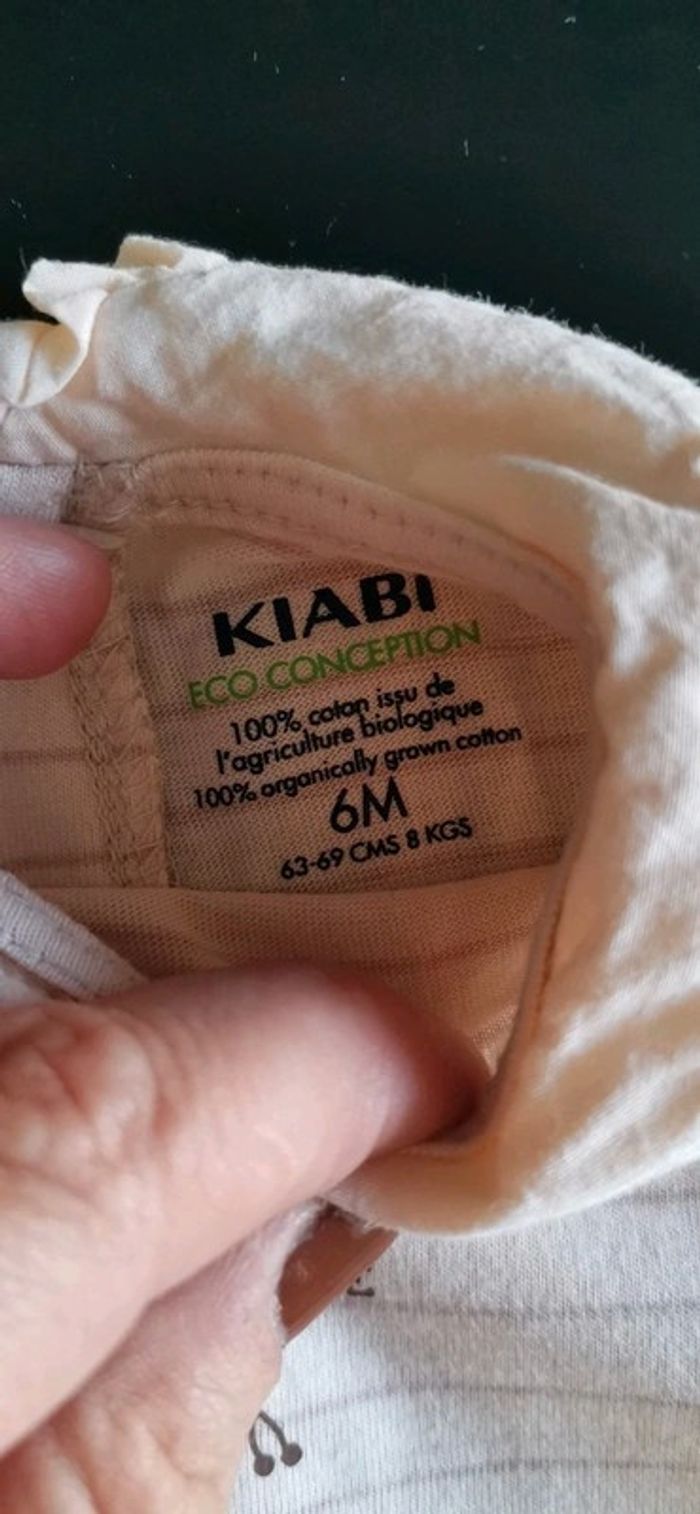 KIABI
ECO CONCEPTION
100% coton issu de
l'agriculture biologique
100% organically grown cotton
6M
63-69 CMS 8 KGS